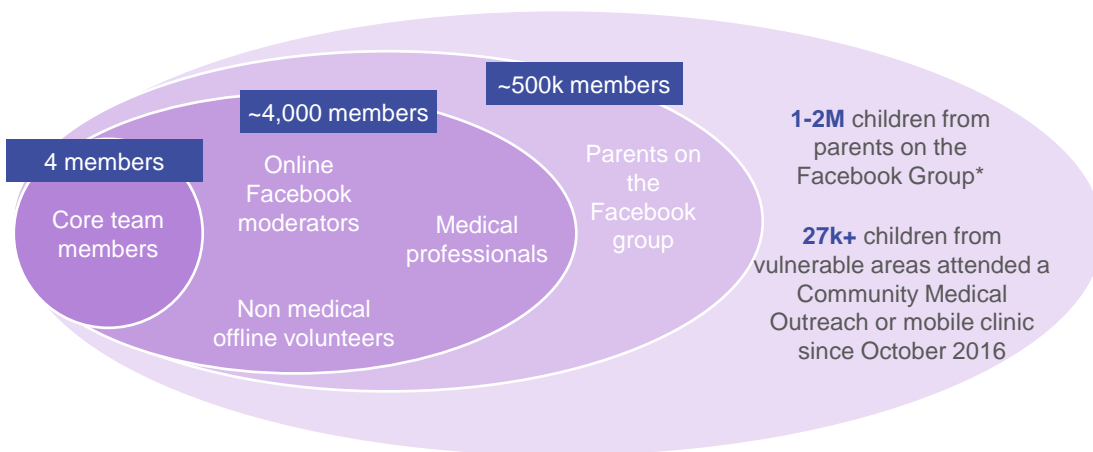 4 members
Core team
members
~4,000 members
Online
Facebook
moderators
Medical
professionals
Non medical
offline volunteers
~500k members
Parents on
the
Facebook
group
1-2M children from
parents on the
Facebook Group*
27k+ children from
vulnerable areas attended a
Community Medical
Outreach or mobile clinic
since October 2016